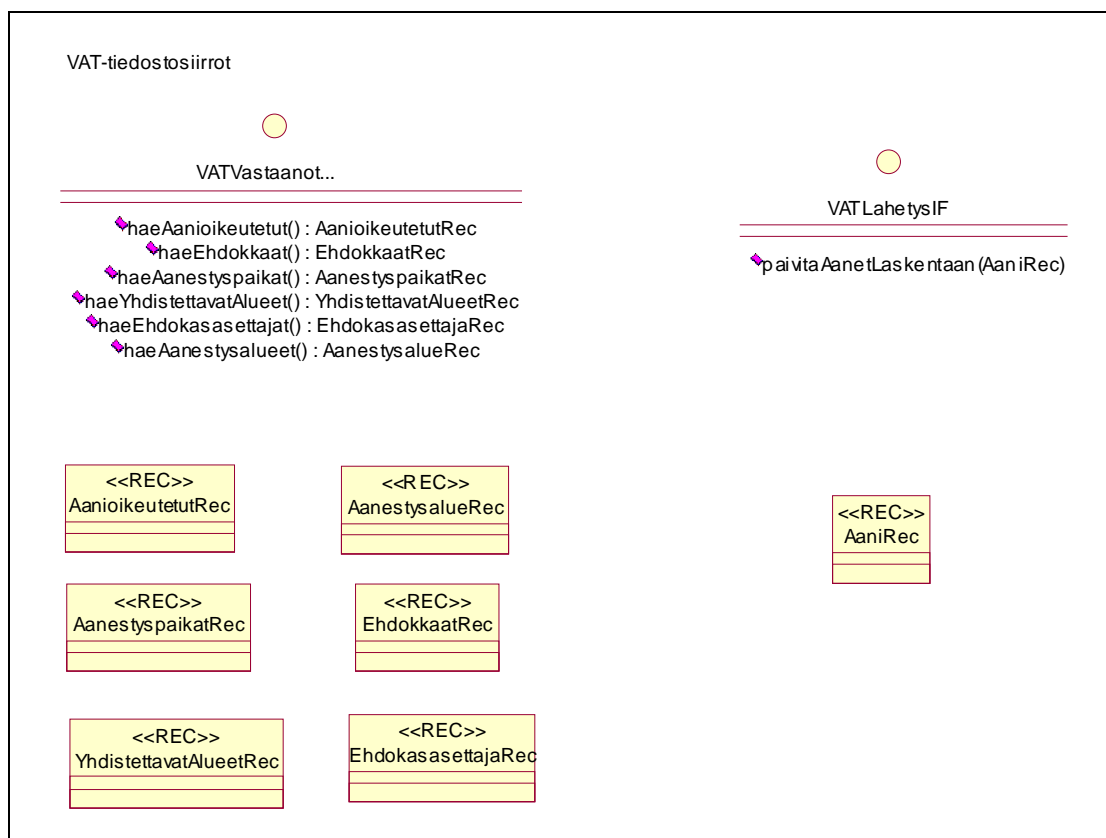 VAT-tiedostosiirrot
VATVastaanot...
haeAanioikeutetut() : AanioikeutetutRec
haeEhdokkaat() : EhdokkaatRec
haeAanestyspaikat() : AanestyspaikatRec
haeYhdistettavatAlueet() : YhdistettavatAlueetRec
haeEhdokasasettajat() : EhdokasasettajaRec
haeAanestysalueet() : AanestysalueRec
VATLahetysIF
paivitaAanetLaskentaan(AaniRec)
<<REC>>
AanioikeutetutRec
<<REC>>
AanestysalueRec
<<REC>>
AaniRec
<<REC>>
AanestyspaikatRec
<<REC>>
EhdokkaatRec
<<REC>>
YhdistettavatAlueetRec
<<REC>>
EhdokasasettajaRec